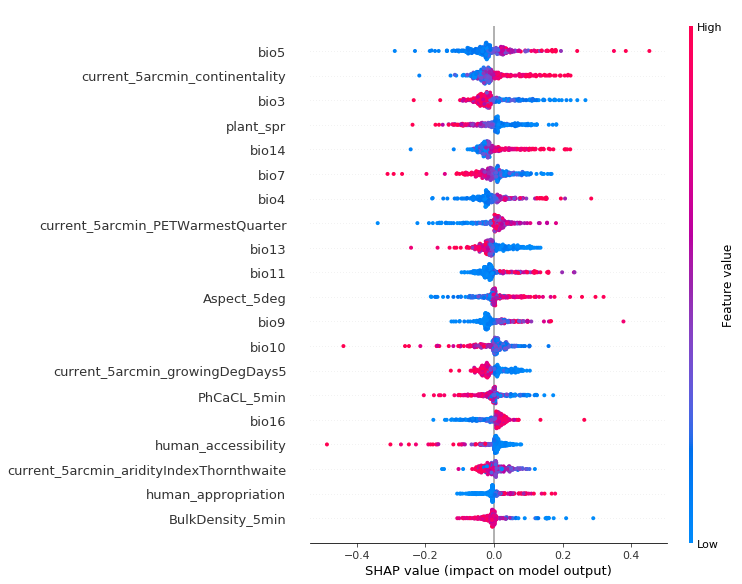 High
bio5
current_5arcmin_continentality
bio3
plant_spr
bio14
bio7
bio4
current_5arcmin_PETWarmestQuarter
bio13
bio11
Aspect_5deg
bio9
bio10
current_5arcmin_growingDegDays5
PhCaCL_5min
bio16
human_accessibility
current_5arcmin_aridityIndexThornthwaite
human_appropriation
BulkDensity_5min
Feature value
Low
−0.4 −0.2 0.0 0.2 0.4
SHAP value (impact on model output)